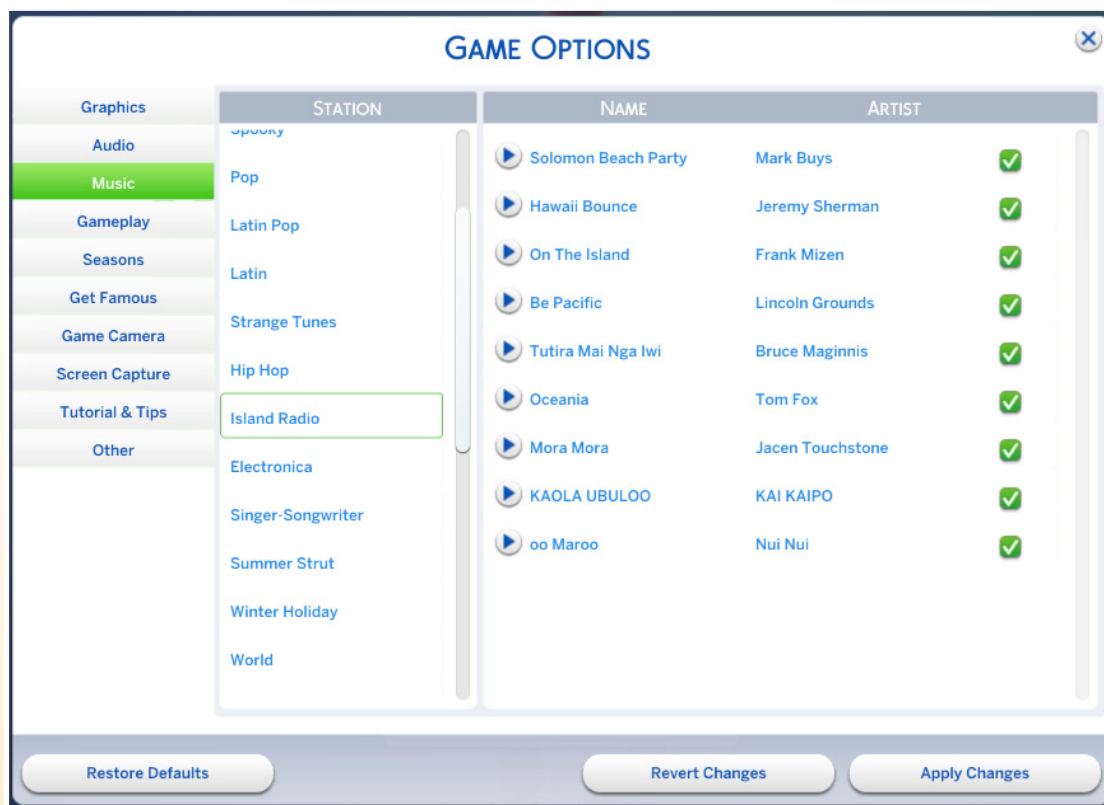 GAME OPTIONS
Graphics
Audio
Music
Gameplay
Seasons
Get Famous
Game Camera
Screen Capture
Tutorial & Tips
Other
STATION
Spooky
Pop
Latin Pop
Latin
Strange Tunes
Hip Hop
Island Radio
Electronica
Singer-Songwriter
Summer Strut
Winter Holiday
World
NAME ARTIST
Solomon Beach Party Mark Buys
Hawaii Bounce Jeremy Sherman
On The Island Frank Mizen
Be Pacific Lincoln Grounds
Tutira Mai Nga Iwi Bruce Maginnis
Oceania Tom Fox
Mora Mora Jacen Touchstone
KAOLA UBULOO KAI KAIPO
oo Maroo Nui Nui
Restore Defaults Revert Changes Apply Changes